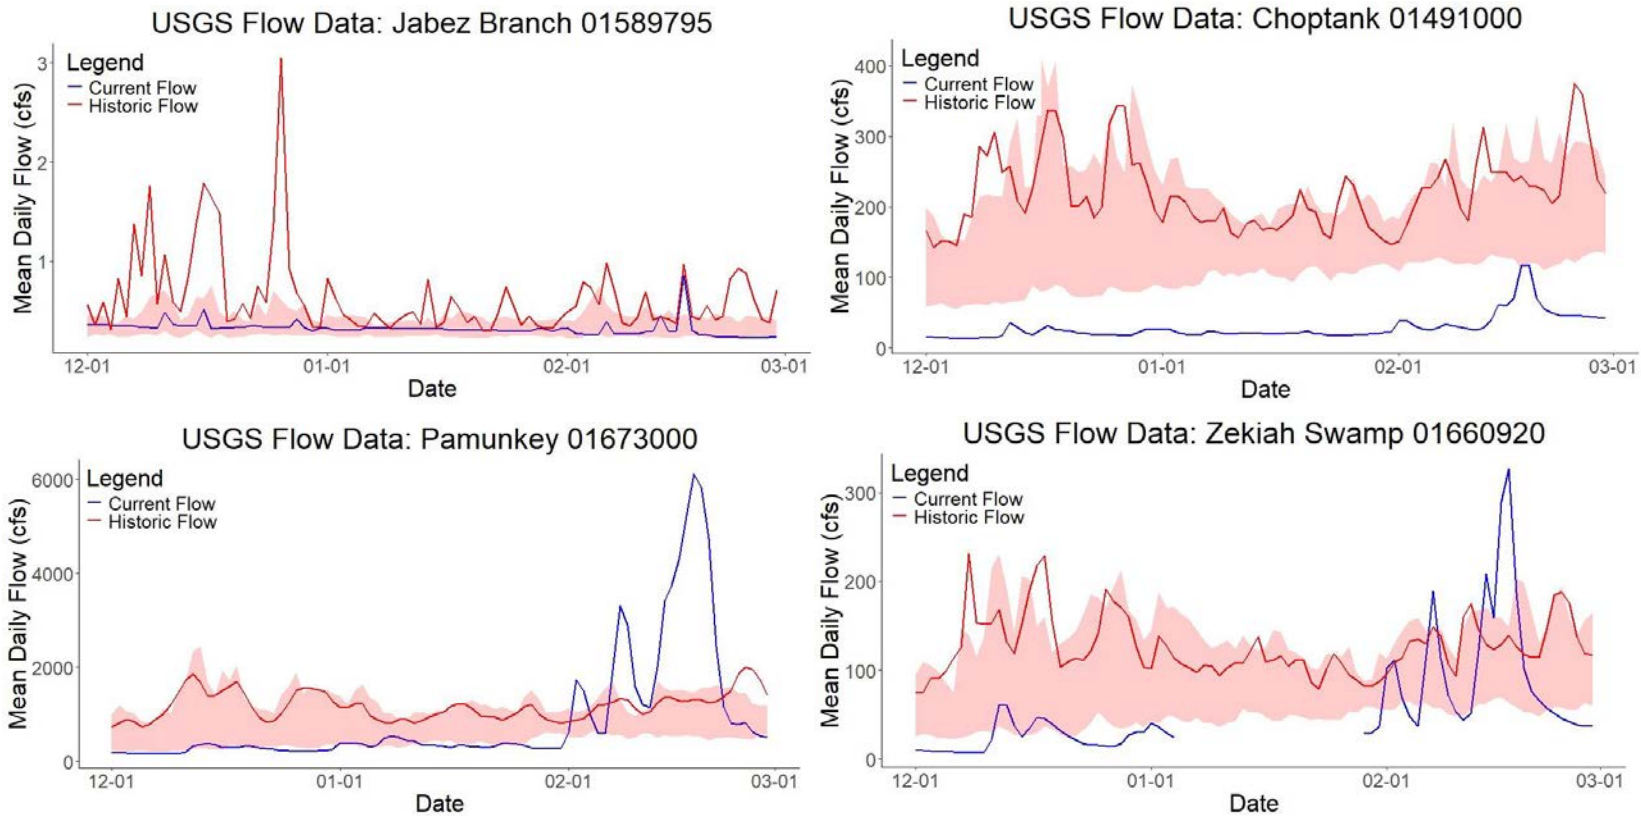 USGS Flow Data: Jabez Branch 01589795
Mean Daily Flow (cfs)
Legend
Current Flow
Historic Flow
3
2
1
12-01 01-01 02-01 03-01
Date
USGS Flow Data: Choptank 01491000
Mean Daily Flow (cfs)
Legend
Current Flow
Historic Flow
400
300
200
100
0
12-01 01-01 02-01 03-01
Date
USGS Flow Data: Pamunkey 01673000
Mean Daily Flow (cfs)
Legend
Current Flow
Historic Flow
6000
4000
2000
0
12-01 01-01 02-01 03-01
Date
USGS Flow Data: Zekiah Swamp 01660920
Mean Daily Flow (cfs)
Legend
Current Flow
Historic Flow
300
200
100
0
12-01 01-01 02-01 03-01
Date